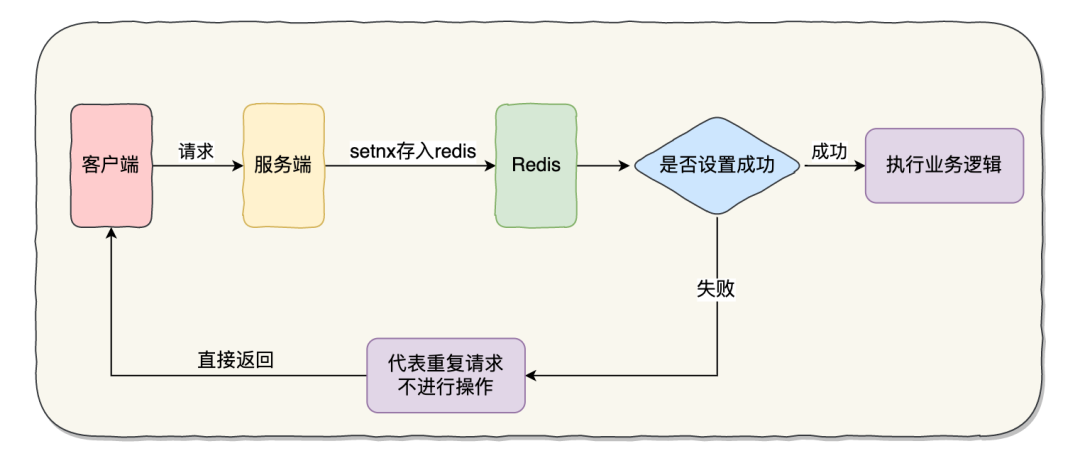 客户端
请求
服务端
setnx存入redis
Redis
是否设置成功
成功
执行业务逻辑
失败
代表重复请求
不进行操作
直接返回